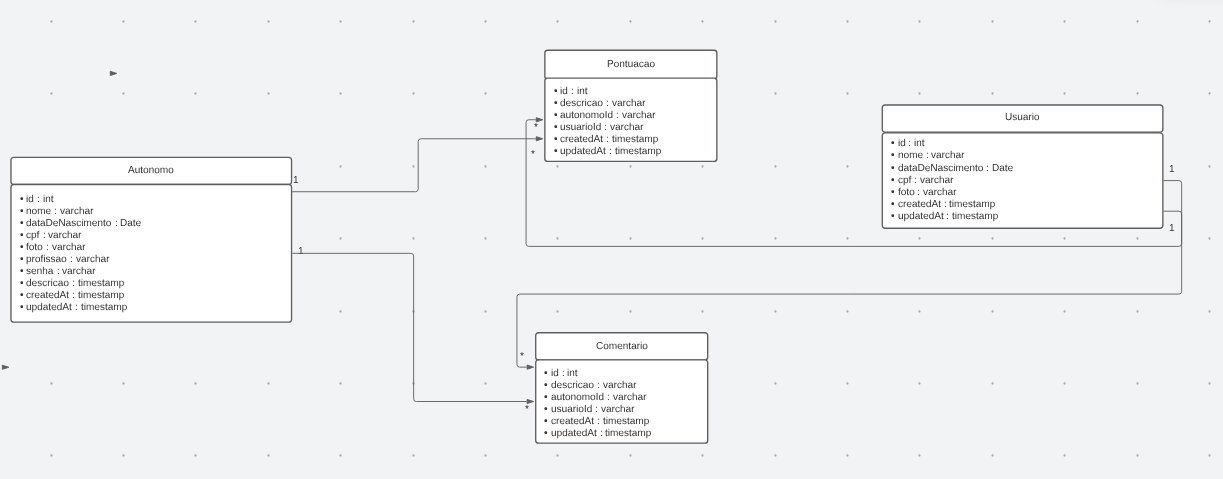 Pontuacao
• id : int
• descricao : varchar
• autonomoId : varchar
• usuarioId : varchar
• createdAt : timestamp
• updatedAt : timestamp
*
*
Usuario
• id : int
• nome : varchar
• dataDeNascimento : Date
• cpf : varchar
• foto : varchar
• createdAt : timestamp
• updatedAt : timestamp
1
1
Autonomo
• id : int
• nome : varchar
• dataDeNascimento : Date
• cpf : varchar
• foto : varchar
• profissao : varchar
• senha : varchar
• descricao : timestamp
• createdAt : timestamp
• updatedAt : timestamp
1
1
Comentario
• id : int
• descricao : varchar
• autonomoId : varchar
• usuarioId : varchar
• createdAt : timestamp
• updatedAt : timestamp
*
*